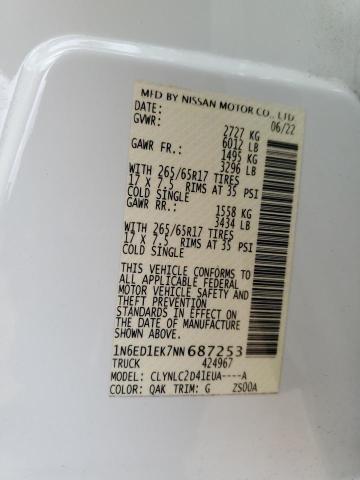 MFD BY NISSAN MOTOR CO., LTD
DATE: 06/22
GVWR: 2727 KG
6012 LB
GAWR FR.: 1495 KG
3296 LB
WITH 265/65R17 TIRES
17 X 7.5 RIMS AT 35 PSI
COLD SINGLE
GAWR RR.: 1558 KG
3434 LB
WITH 265/65R17 TIRES
17 X 7.5 RIMS AT 35 PSI
COLD SINGLE
THIS VEHICLE CONFORMS TO
ALL APPLICABLE FEDERAL
MOTOR VEHICLE SAFETY AND
THEFT PREVENTION
STANDARDS IN EFFECT ON
THE DATE OF MANUFACTURE
SHOWN ABOVE.
1N6ED1EK7NN687253
TRUCK 424967
MODEL: CLYNLC2D41EUA----A
COLOR: QAK TRIM: G ZS00A